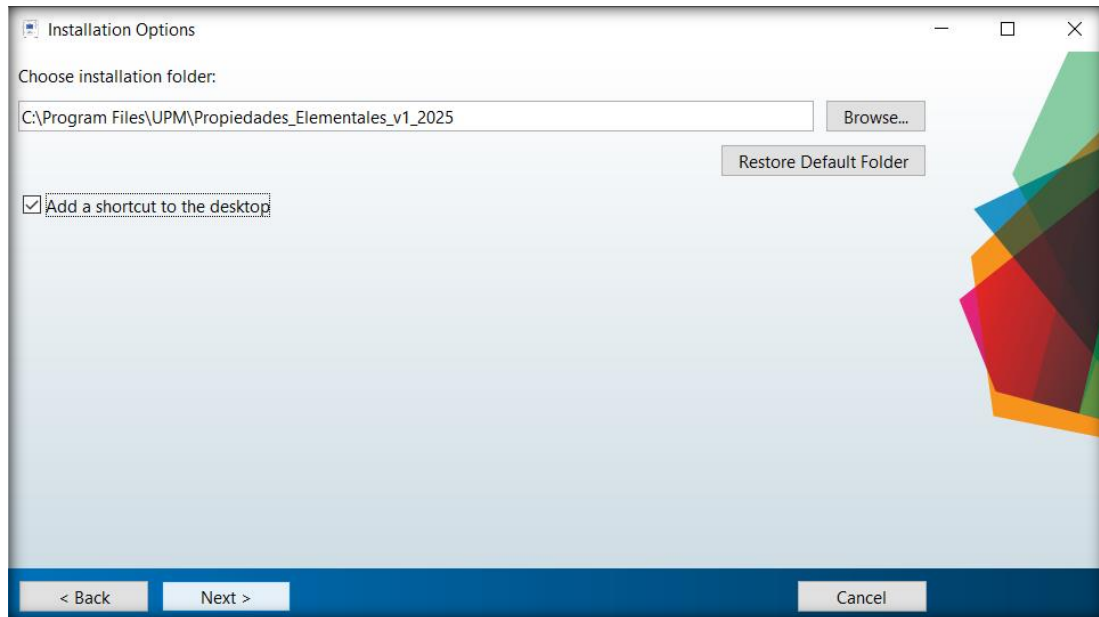 Installation Options
Choose installation folder:
C:\Program Files\UPM\Propiedades_Elementales_v1_2025
Browse...
Restore Default Folder
Add a shortcut to the desktop
< Back
Next >
Cancel